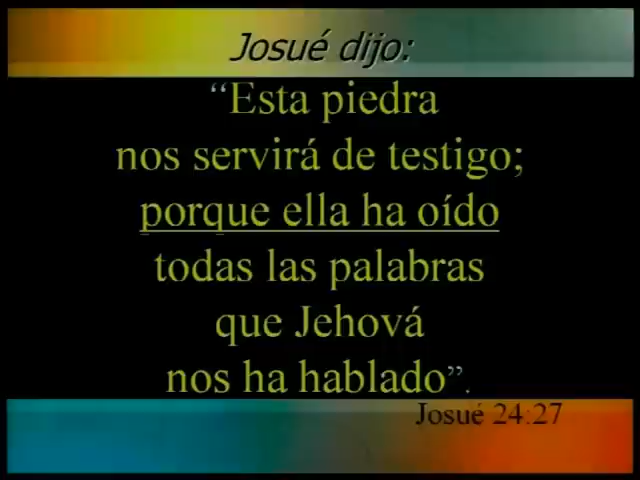 Josué dijo:
“Esta piedra
nos servirá de testigo;
porque ella ha oído
todas las palabras
que Jehová
nos ha hablado”.
Josué 24:27